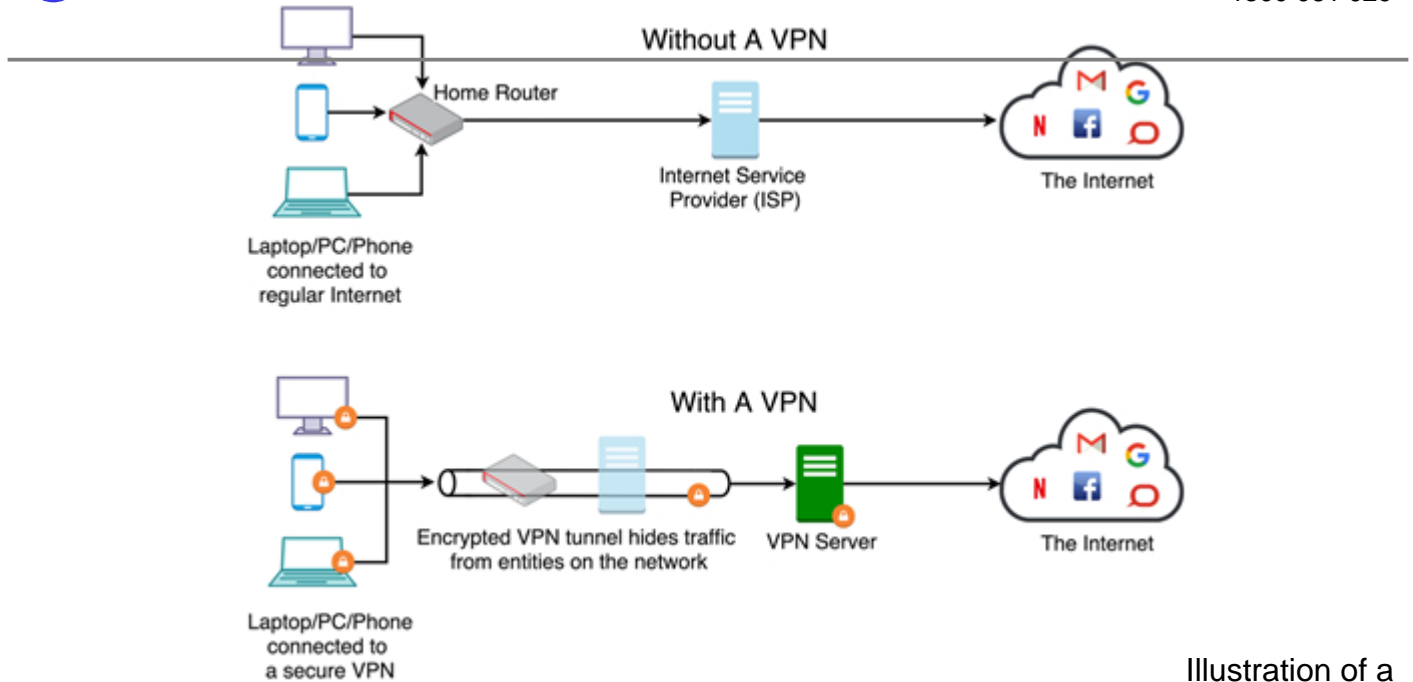 Without A VPN
Home Router
Internet Service
Provider (ISP)
The Internet
Laptop/PC/Phone
connected to
regular Internet
With A VPN
Encrypted VPN tunnel hides traffic
from entities on the network
VPN Server
The Internet
Laptop/PC/Phone
connected to
a secure VPN
Illustration of a